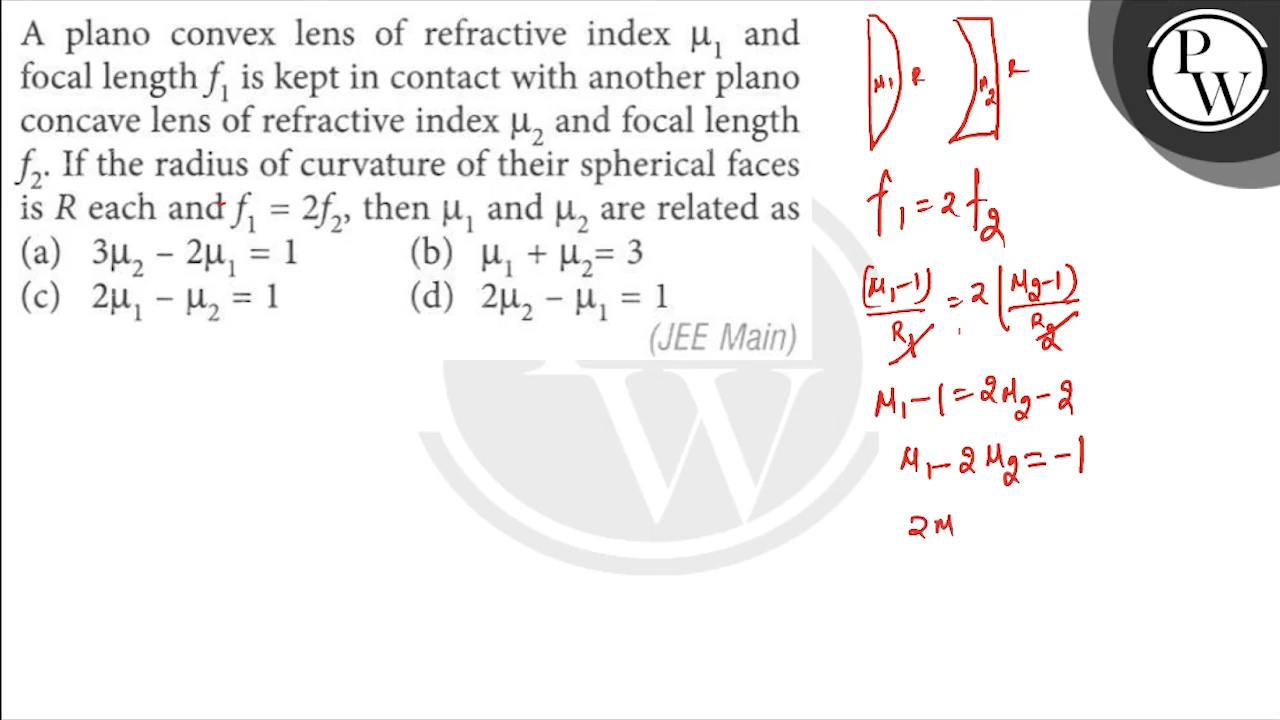 A plano convex lens of refractive index μ₁ and
focal length f₁ is kept in contact with another plano
concave lens of refractive index μ₂ and focal length
f₂. If the radius of curvature of their spherical faces
is R each and f₁ = 2f₂, then μ₁ and μ₂ are related as
(a) 3μ₂ − 2μ₁ = 1 (b) μ₁ + μ₂= 3
(c) 2μ₁ − μ₂ = 1 (d) 2μ₂ − μ₁ = 1
(JEE Main)
μ₁ R μ₂ R
f₁ = 2f₂
(μ₁-1)/R₁ = 2(μ₂-1)/R₂
μ₁-1 = 2μ₂-2
μ₁-2μ₂ = -1
2μ
P
W
W